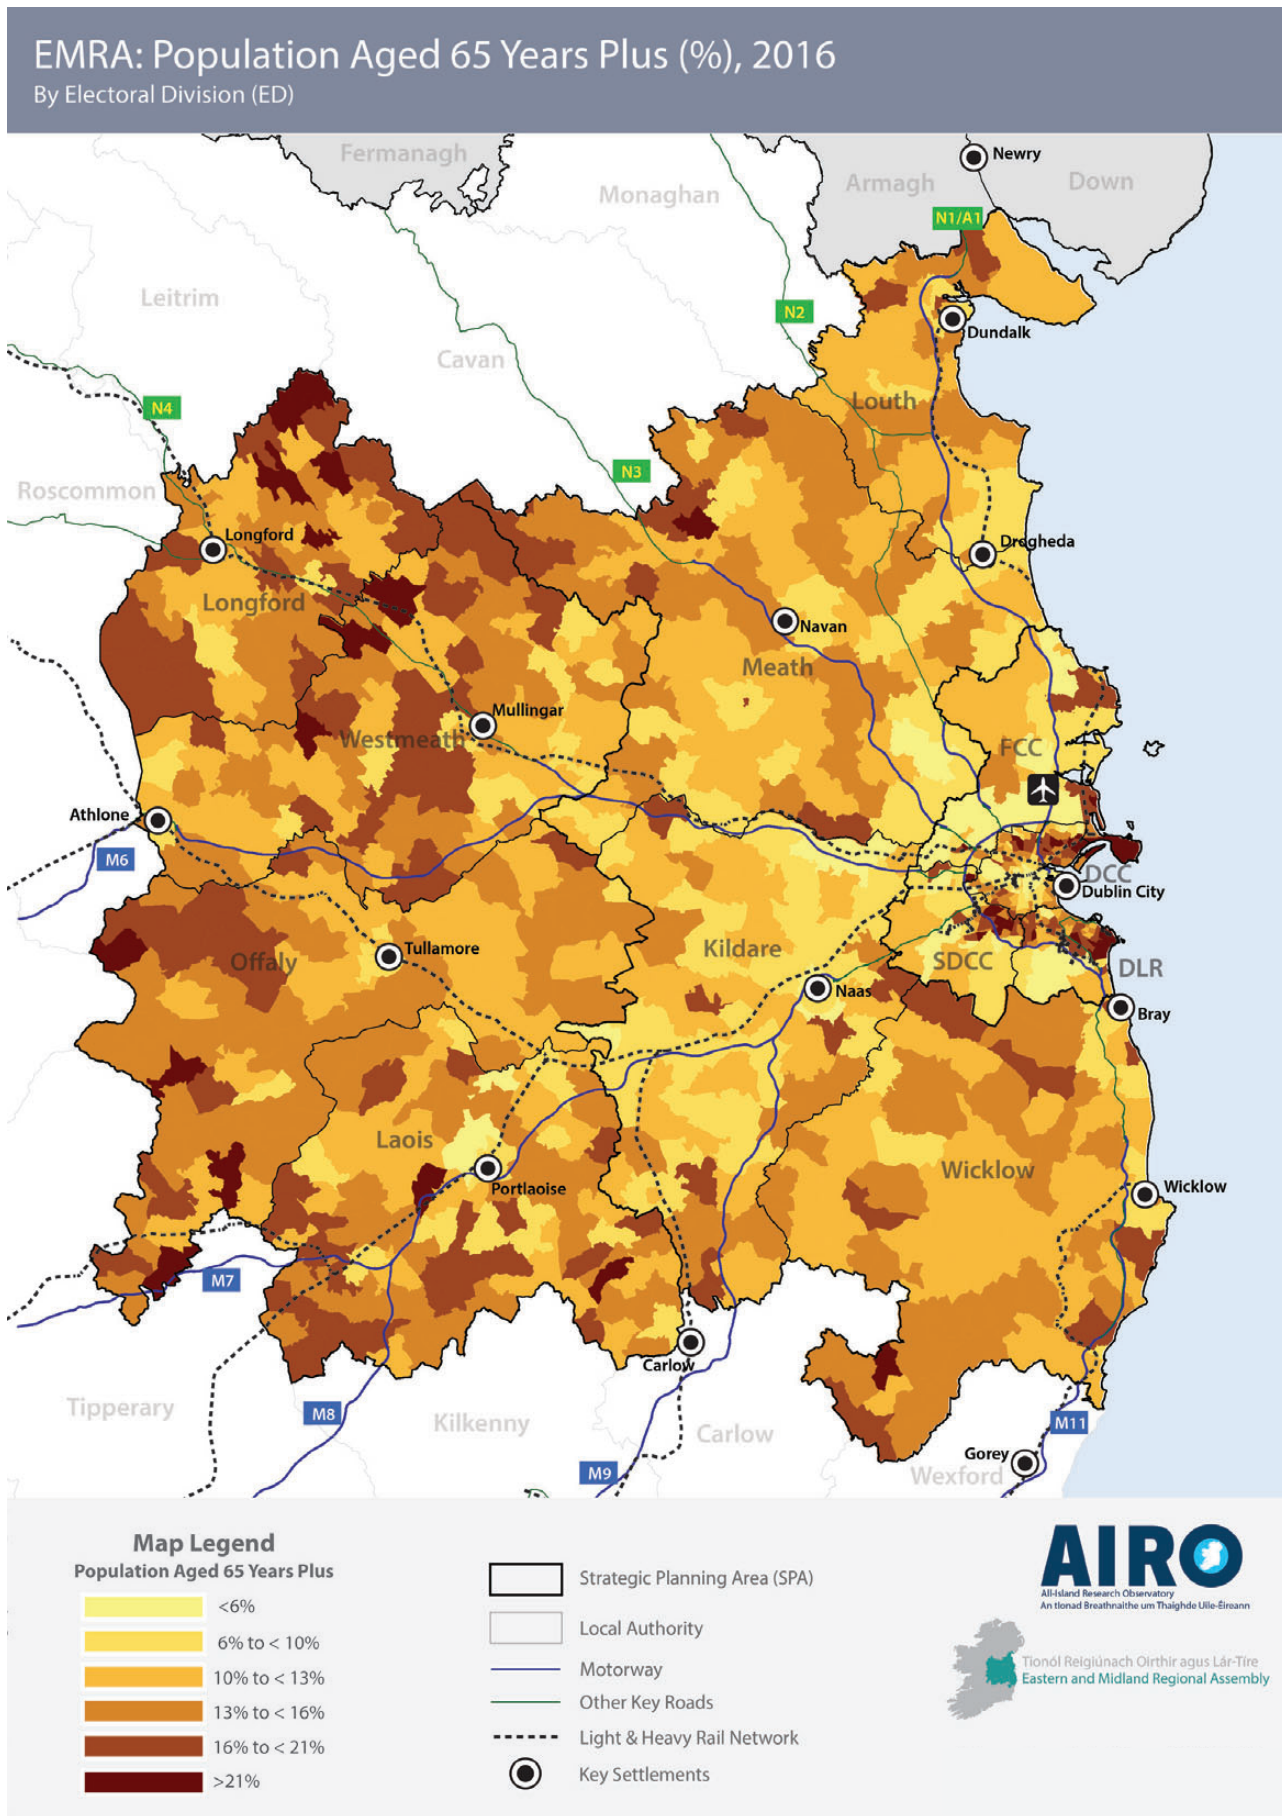 EMRA: Population Aged 65 Years Plus (%), 2016
By Electoral Division (ED)
Fermanagh
Newry
Armagh
Down
Monaghan
N1/A1
Leitrim
N2
Dundalk
Cavan
N4
Louth
N3
Roscommon
Longford
Drogheda
Longford
Navan
Meath
Mullingar
Westmeath
FCC
Athlone
M6
DCC
Dublin City
Tullamore
Kildare
Offaly
SDCC
DLR
Naas
Bray
Laois
Wicklow
Portlaoise
Wicklow
M7
Carlow
Tipperary
M8
Kilkenny
Carlow
M11
Gorey
Wexford
M9
Map Legend
Population Aged 65 Years Plus
<6%
6% to < 10%
10% to < 13%
13% to < 16%
16% to < 21%
>21%
Strategic Planning Area (SPA)
Local Authority
Motorway
Other Key Roads
Light & Heavy Rail Network
Key Settlements
AIRO
All-Island Research Observatory
An tIonad Breathnaithe um Thaighde Uile-Éireann
Tionól Reigiúnach Oirthir agus Lár-Tíre
Eastern and Midland Regional Assembly